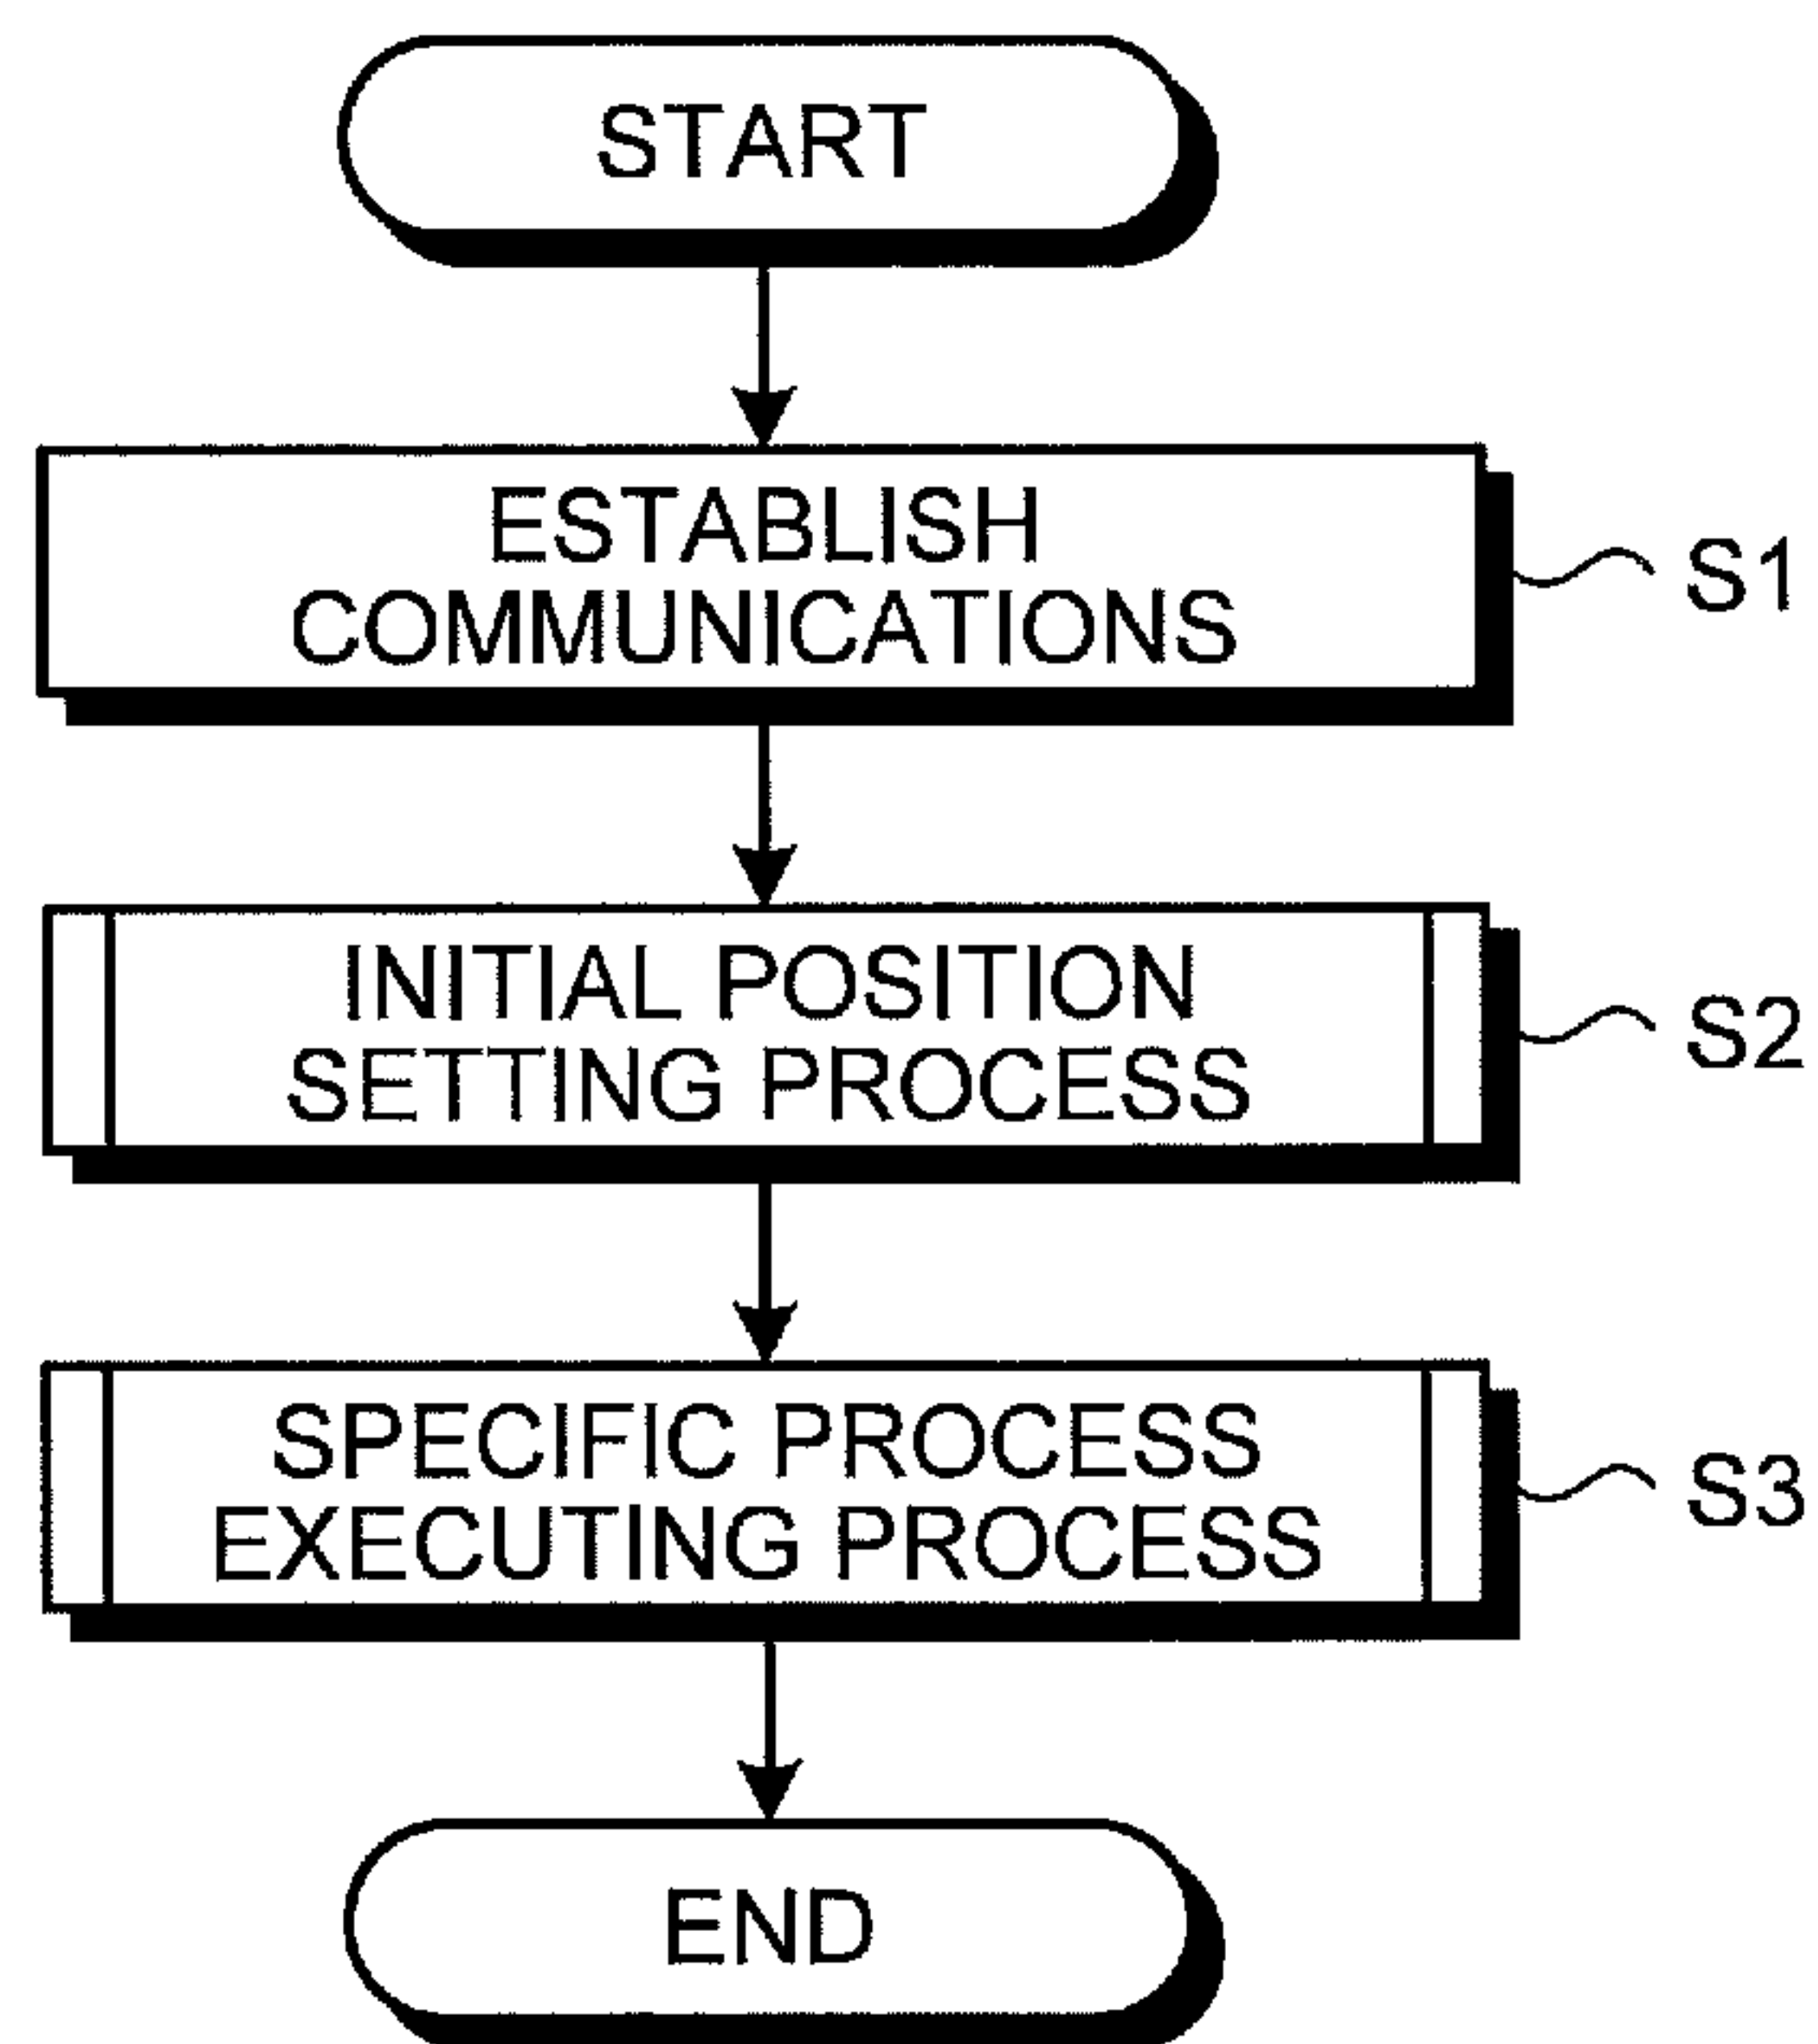 START
ESTABLISH
COMMUNICATIONS
S1
INITIAL POSITION
SETTING PROCESS
S2
SPECIFIC PROCESS
EXECUTING PROCESS
S3
END